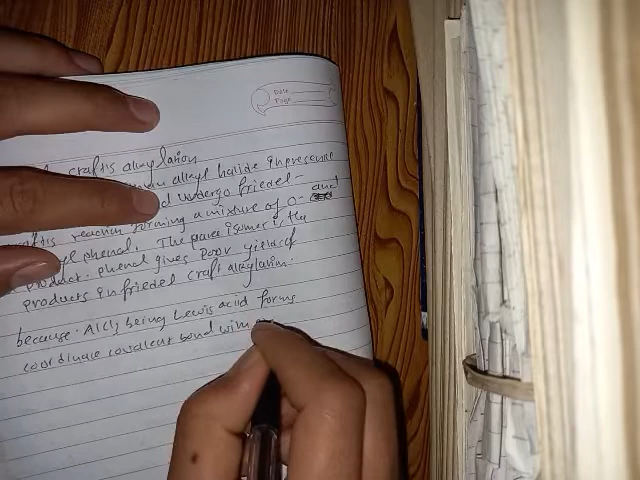 Date
Page
crafts alkylation
alkyl halide in presence
undergo friedel-
crafts reaction forming a mixture of o- and
phenol. The para isomer is the
product. phenol gives poor yield of
products in friedel craft alkylation.
because. AlCl3 being Lewis acid forms
coordinate covalent bond with